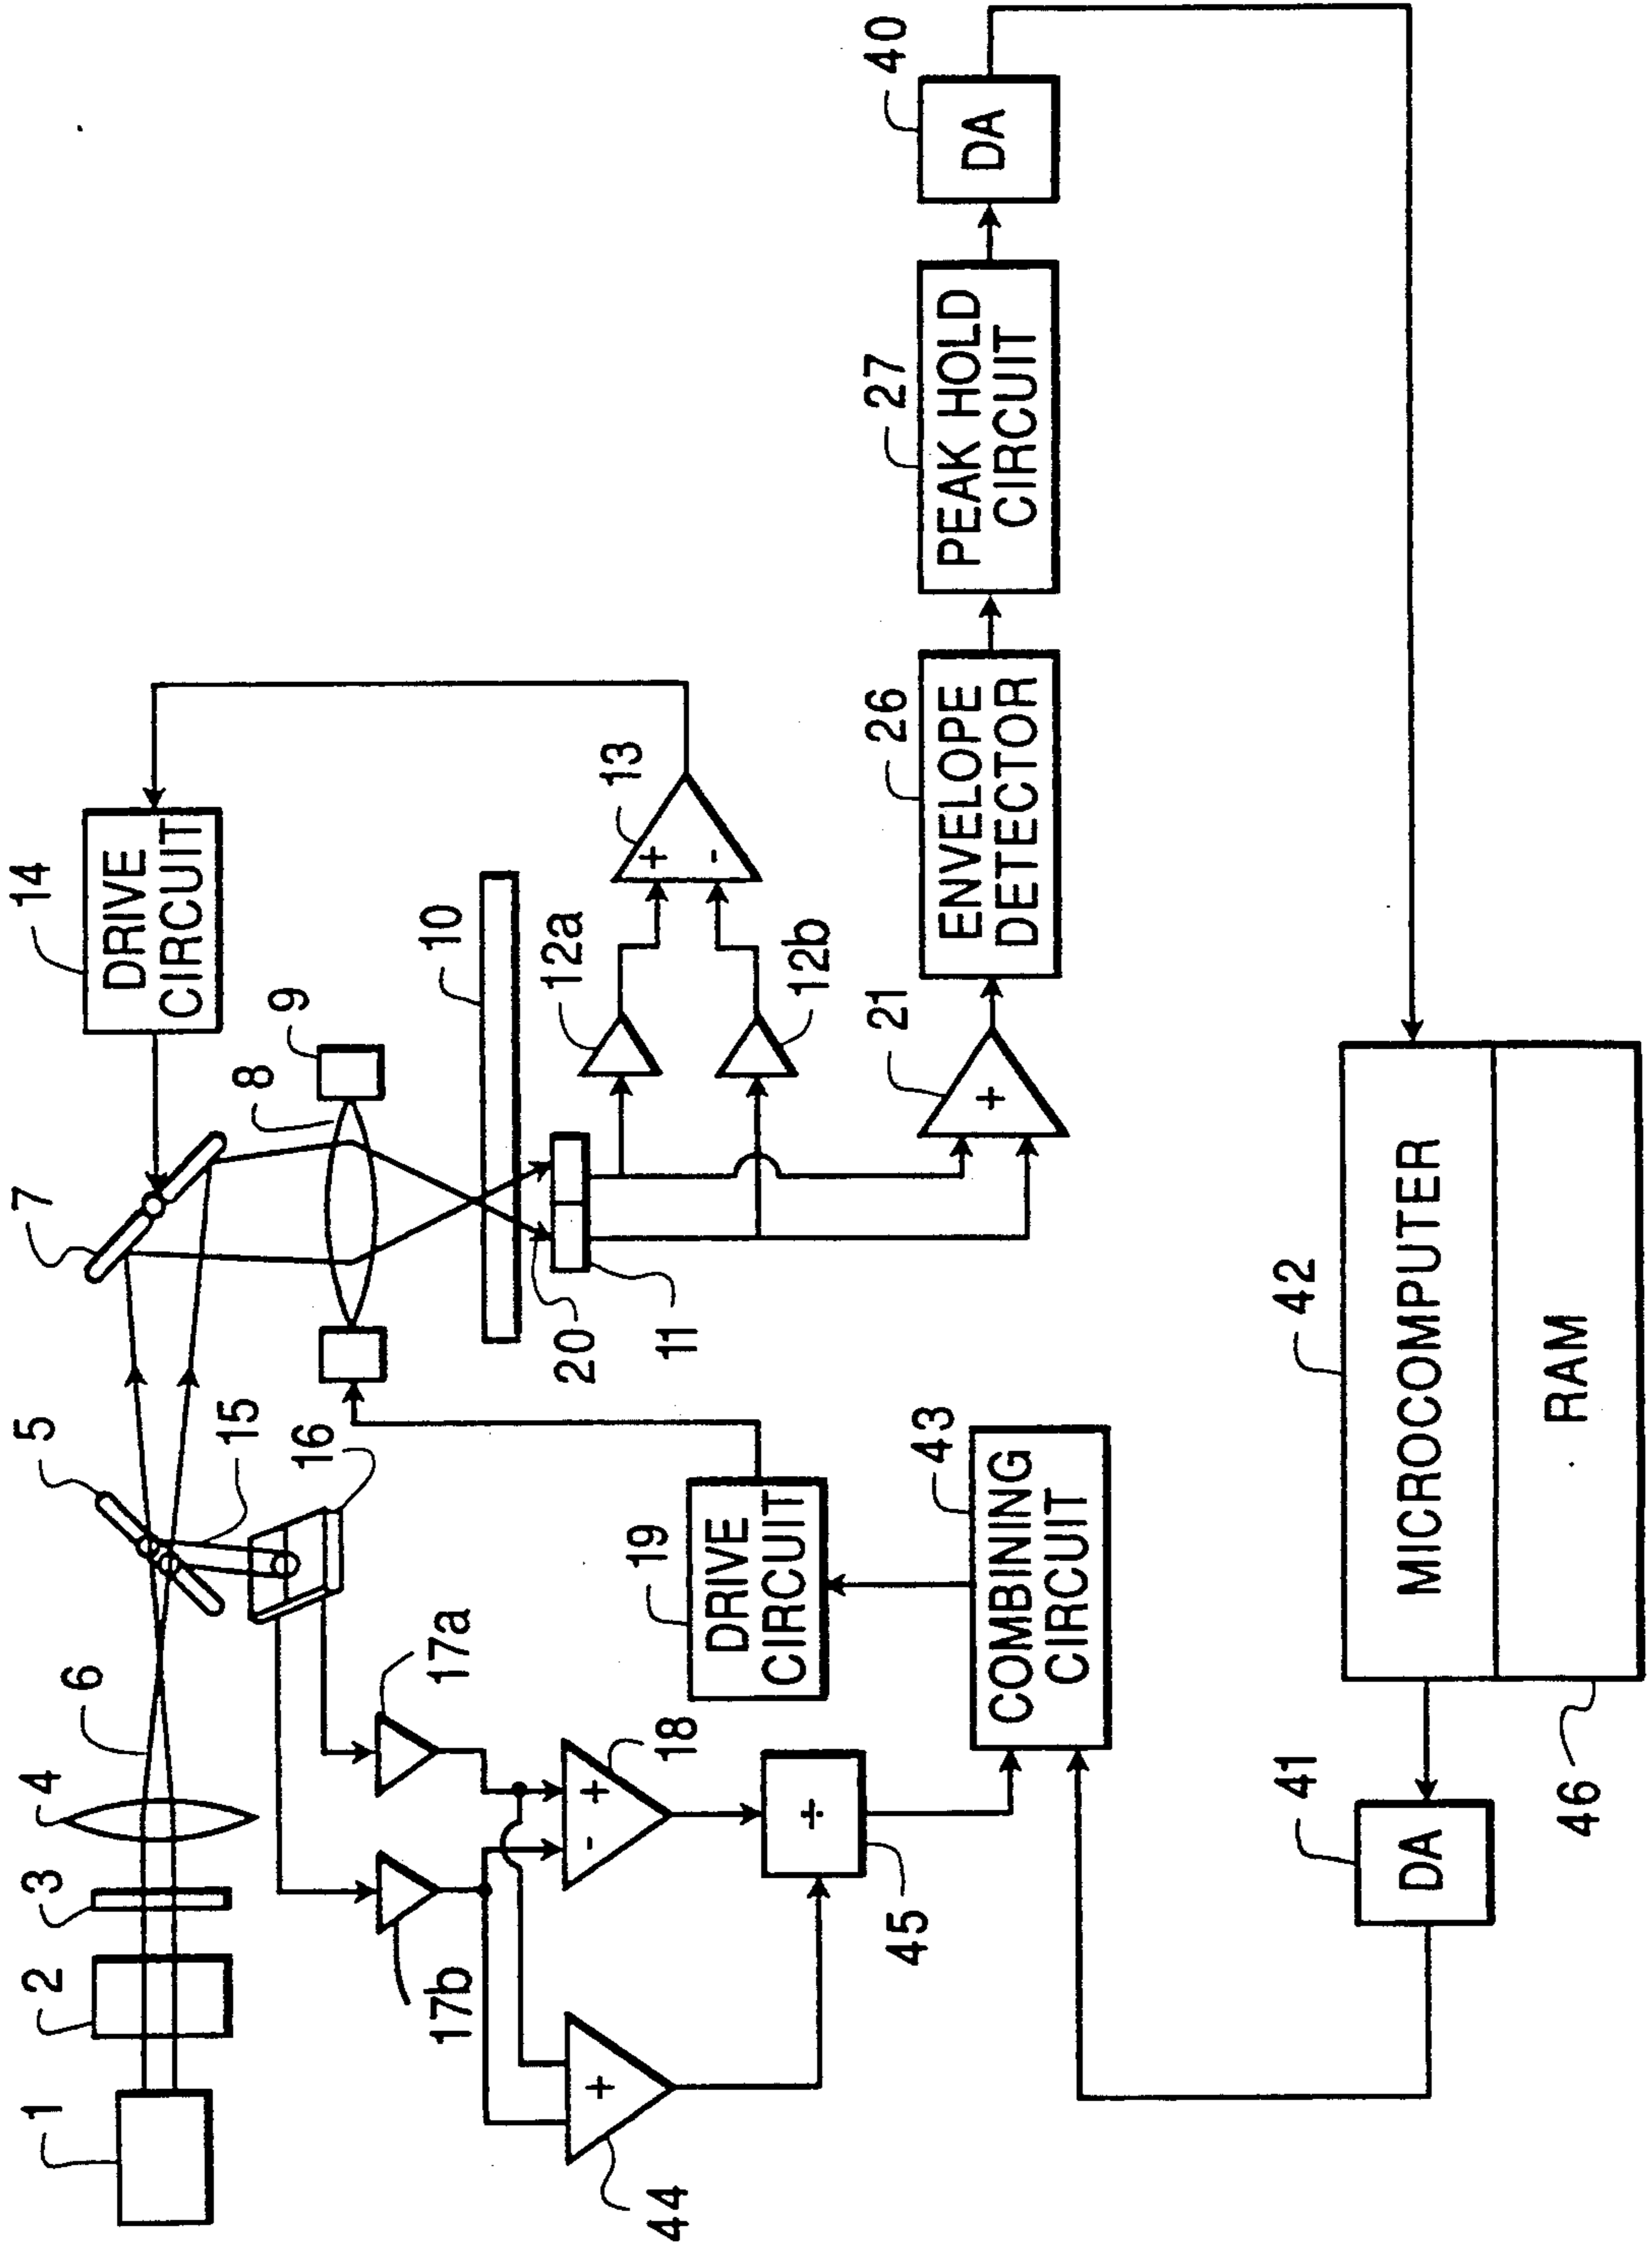 1
2
3
4
6
5
15
16
7
14
DRIVE
CIRCUIT
8
9
10
20
11
12a
12b
13
+
-
17a
17b
18
+
-
19
DRIVE
CIRCUIT
21
+
26
ENVELOPE
DETECTOR
27
PEAK HOLD
CIRCUIT
40
DA
44
+
45
÷
43
COMBINING
CIRCUIT
41
DA
42
MICROCOMPUTER
RAM
46